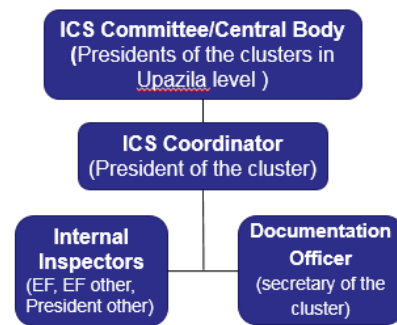 ICS Committee/Central Body
(Presidents of the clusters in
Upazila level )
ICS Coordinator
(President of the cluster)
Internal
Inspectors
(EF, EF other,
President other)
Documentation
Officer
(secretary of the
cluster)